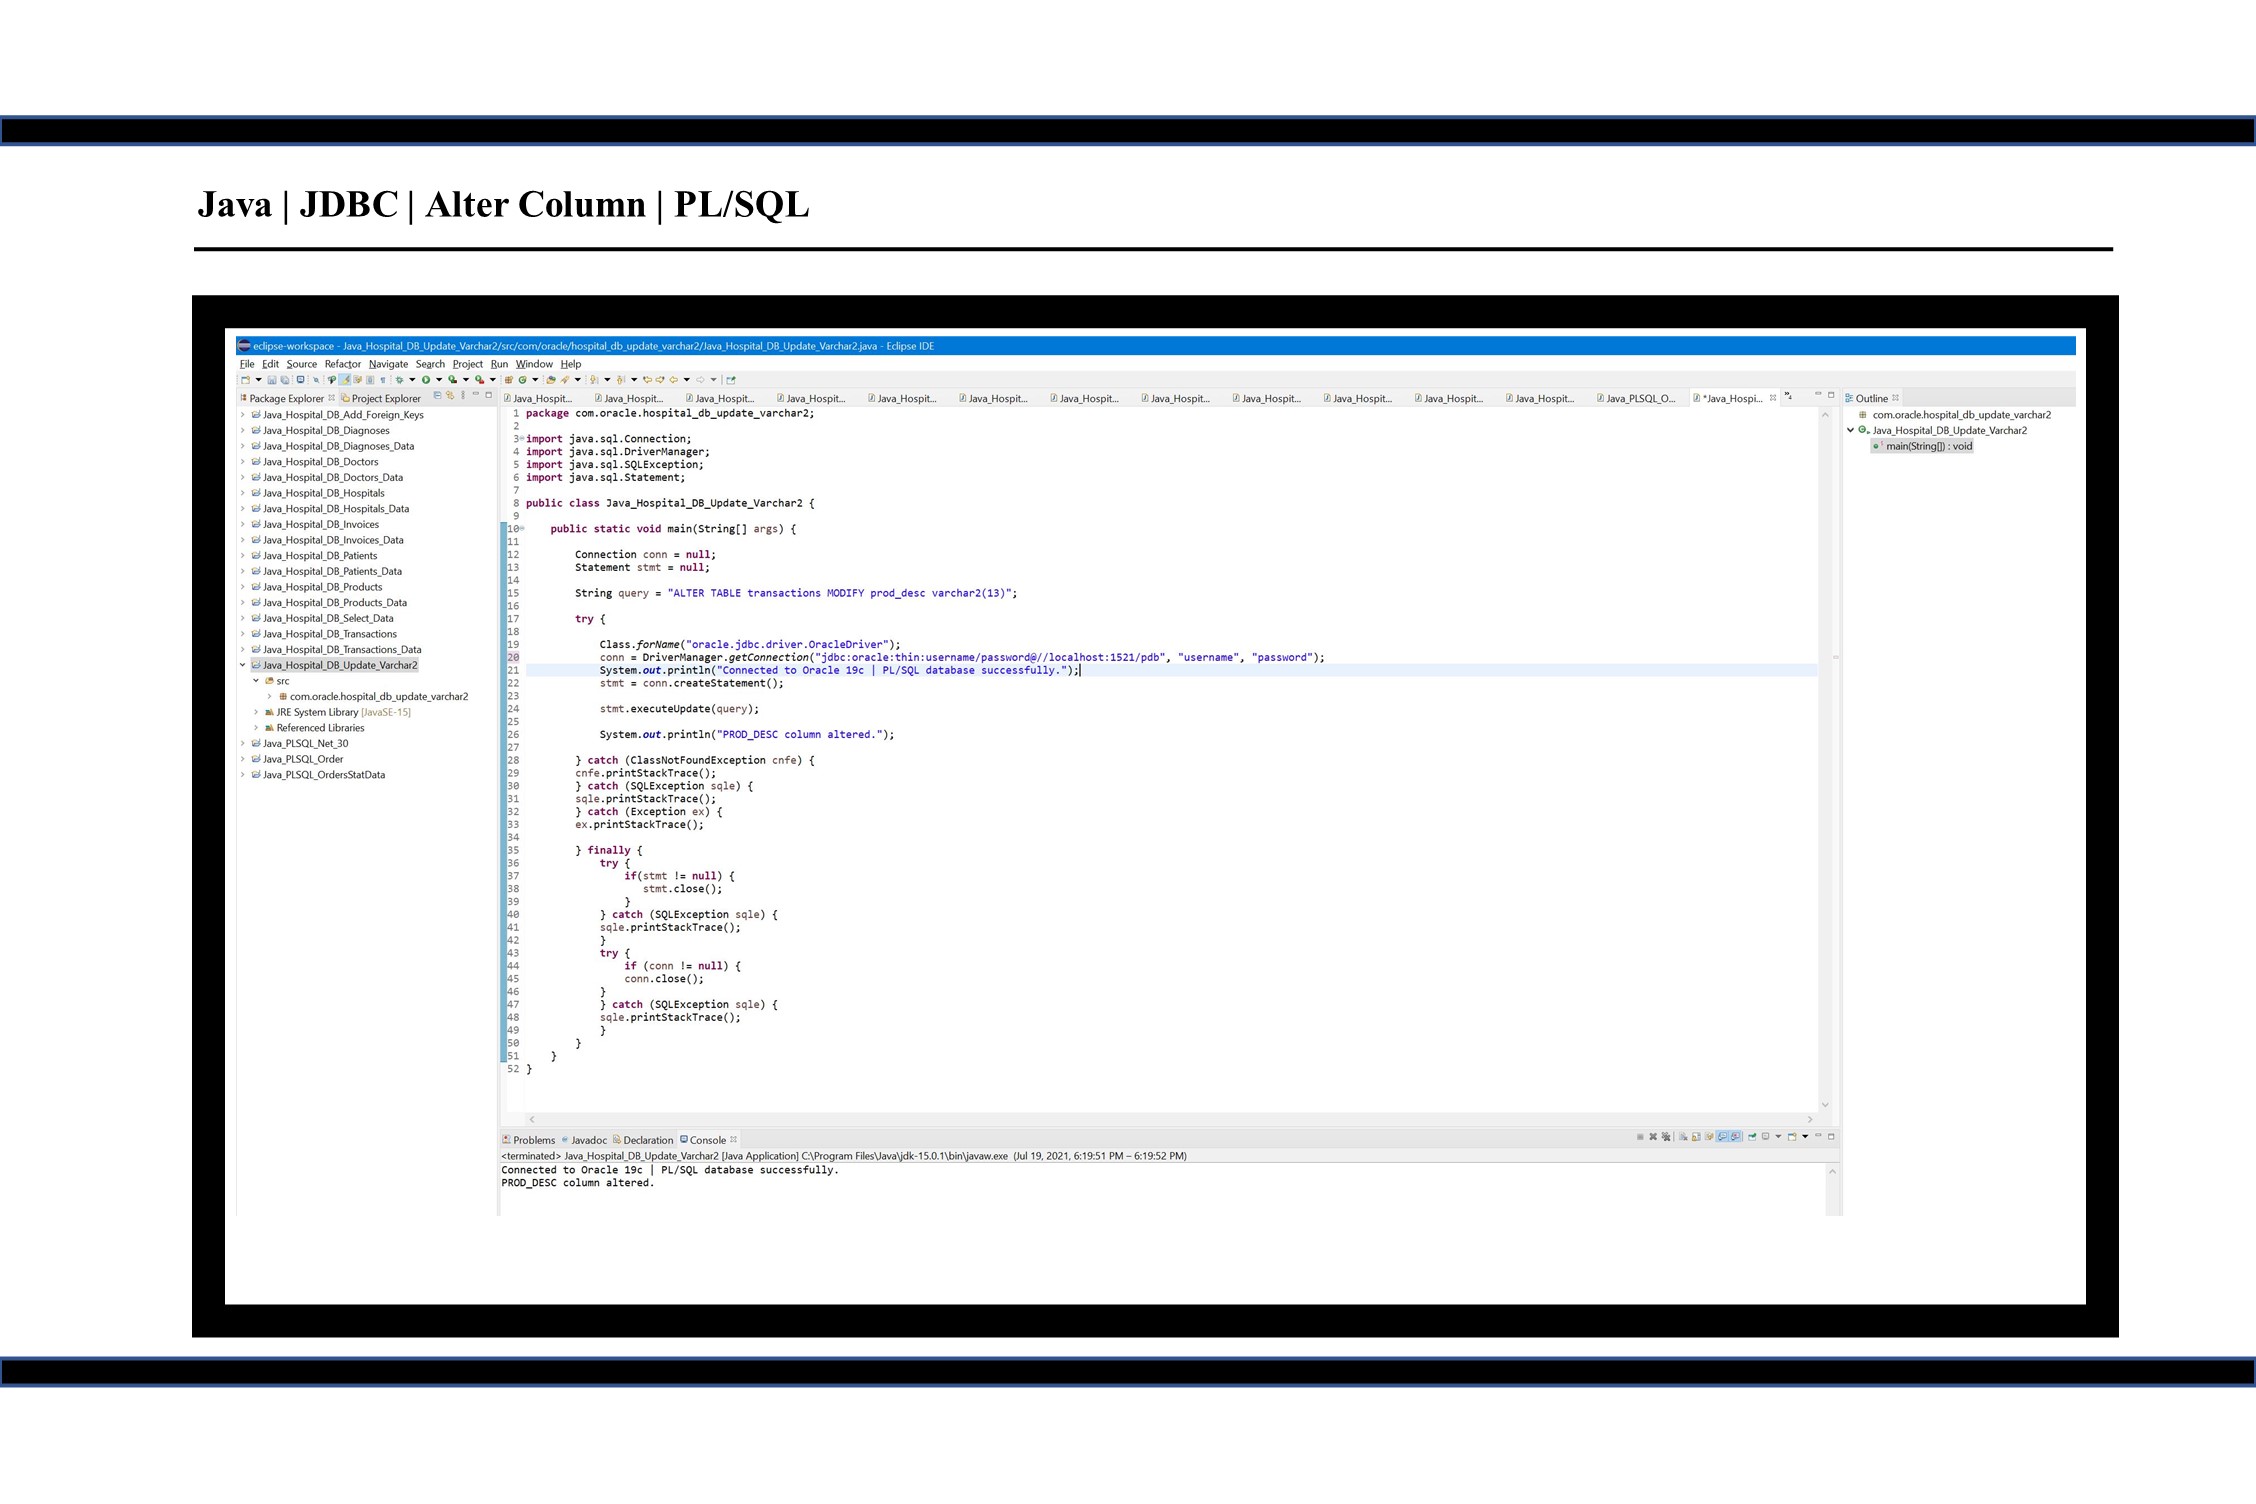 Java | JDBC | Alter Column | PL/SQL
eclipse-workspace - Java_Hospital_DB_Update_Varchar2/src/com/oracle/hospital_db_update_varchar2/Java_Hospital_DB_Update_Varchar2.java - Eclipse IDE
File Edit Source Refactor Navigate Search Project Run Window Help
Package Explorer Project Explorer
Java_Hospital_DB_Add_Foreign_Keys
Java_Hospital_DB_Diagnoses
Java_Hospital_DB_Diagnoses_Data
Java_Hospital_DB_Doctors
Java_Hospital_DB_Doctors_Data
Java_Hospital_DB_Hospitals
Java_Hospital_DB_Hospitals_Data
Java_Hospital_DB_Invoices
Java_Hospital_DB_Invoices_Data
Java_Hospital_DB_Patients
Java_Hospital_DB_Patients_Data
Java_Hospital_DB_Products
Java_Hospital_DB_Products_Data
Java_Hospital_DB_Select_Data
Java_Hospital_DB_Transactions
Java_Hospital_DB_Transactions_Data
Java_Hospital_DB_Update_Varchar2
src
com.oracle.hospital_db_update_varchar2
JRE System Library [JavaSE-15]
Referenced Libraries
Java_PLSQL_Net_30
Java_PLSQL_Order
Java_PLSQL_OrdersStatData
Java_Hospit... Java_Hospit... Java_Hospit... Java_Hospit... Java_Hospit... Java_Hospit... Java_Hospit... Java_Hospit... Java_Hospit... Java_Hospit... Java_Hospit... Java_Hospit... Java_PLSQL_O... *Java_Hospi...
1 package com.oracle.hospital_db_update_varchar2;
2
3 import java.sql.Connection;
4 import java.sql.DriverManager;
5 import java.sql.SQLException;
6 import java.sql.Statement;
7
8 public class Java_Hospital_DB_Update_Varchar2 {
9
10 public static void main(String[] args) {
11
12 Connection conn = null;
13 Statement stmt = null;
14
15 String query = "ALTER TABLE transactions MODIFY prod_desc varchar2(13)";
16
17 try {
18
19 Class.forName("oracle.jdbc.driver.OracleDriver");
20 conn = DriverManager.getConnection("jdbc:oracle:thin:username/password@//localhost:1521/pdb", "username", "password");
21 System.out.println("Connected to Oracle 19c | PL/SQL database successfully.");
22 stmt = conn.createStatement();
23
24 stmt.executeUpdate(query);
25
26 System.out.println("PROD_DESC column altered.");
27
28 } catch (ClassNotFoundException cnfe) {
29 cnfe.printStackTrace();
30 } catch (SQLException sqle) {
31 sqle.printStackTrace();
32 } catch (Exception ex) {
33 ex.printStackTrace();
34
35 } finally {
36 try {
37 if(stmt != null) {
38 stmt.close();
39 }
40 } catch (SQLException sqle) {
41 sqle.printStackTrace();
42 }
43 try {
44 if (conn != null) {
45 conn.close();
46 }
47 } catch (SQLException sqle) {
48 sqle.printStackTrace();
49 }
50 }
51 }
52 }
Outline
com.oracle.hospital_db_update_varchar2
Java_Hospital_DB_Update_Varchar2
main(String[]) : void
Problems Javadoc Declaration Console
<terminated> Java_Hospital_DB_Update_Varchar2 [Java Application] C:\Program Files\Java\jdk-15.0.1\bin\javaw.exe (Jul 19, 2021, 6:19:51 PM – 6:19:52 PM)
Connected to Oracle 19c | PL/SQL database successfully.
PROD_DESC column altered.